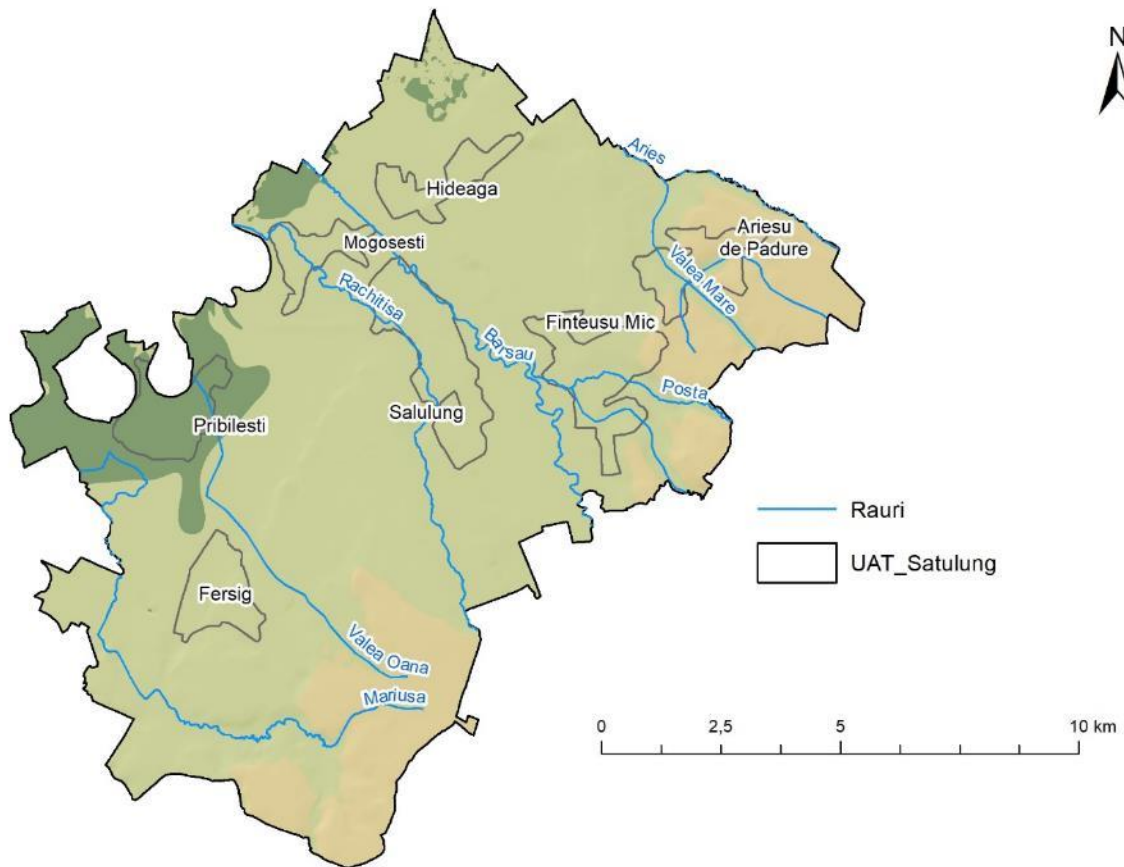 N
Aries
Hideaga
Ariesu
de Padure
Mogosesti
Valea Mare
Rachitisa
Finteusu Mic
Barsau
Posta
Salulung
Pribilesti
Rauri
UAT_Satulung
Fersig
Valea Oana
Mariusa
0 2,5 5 10 km